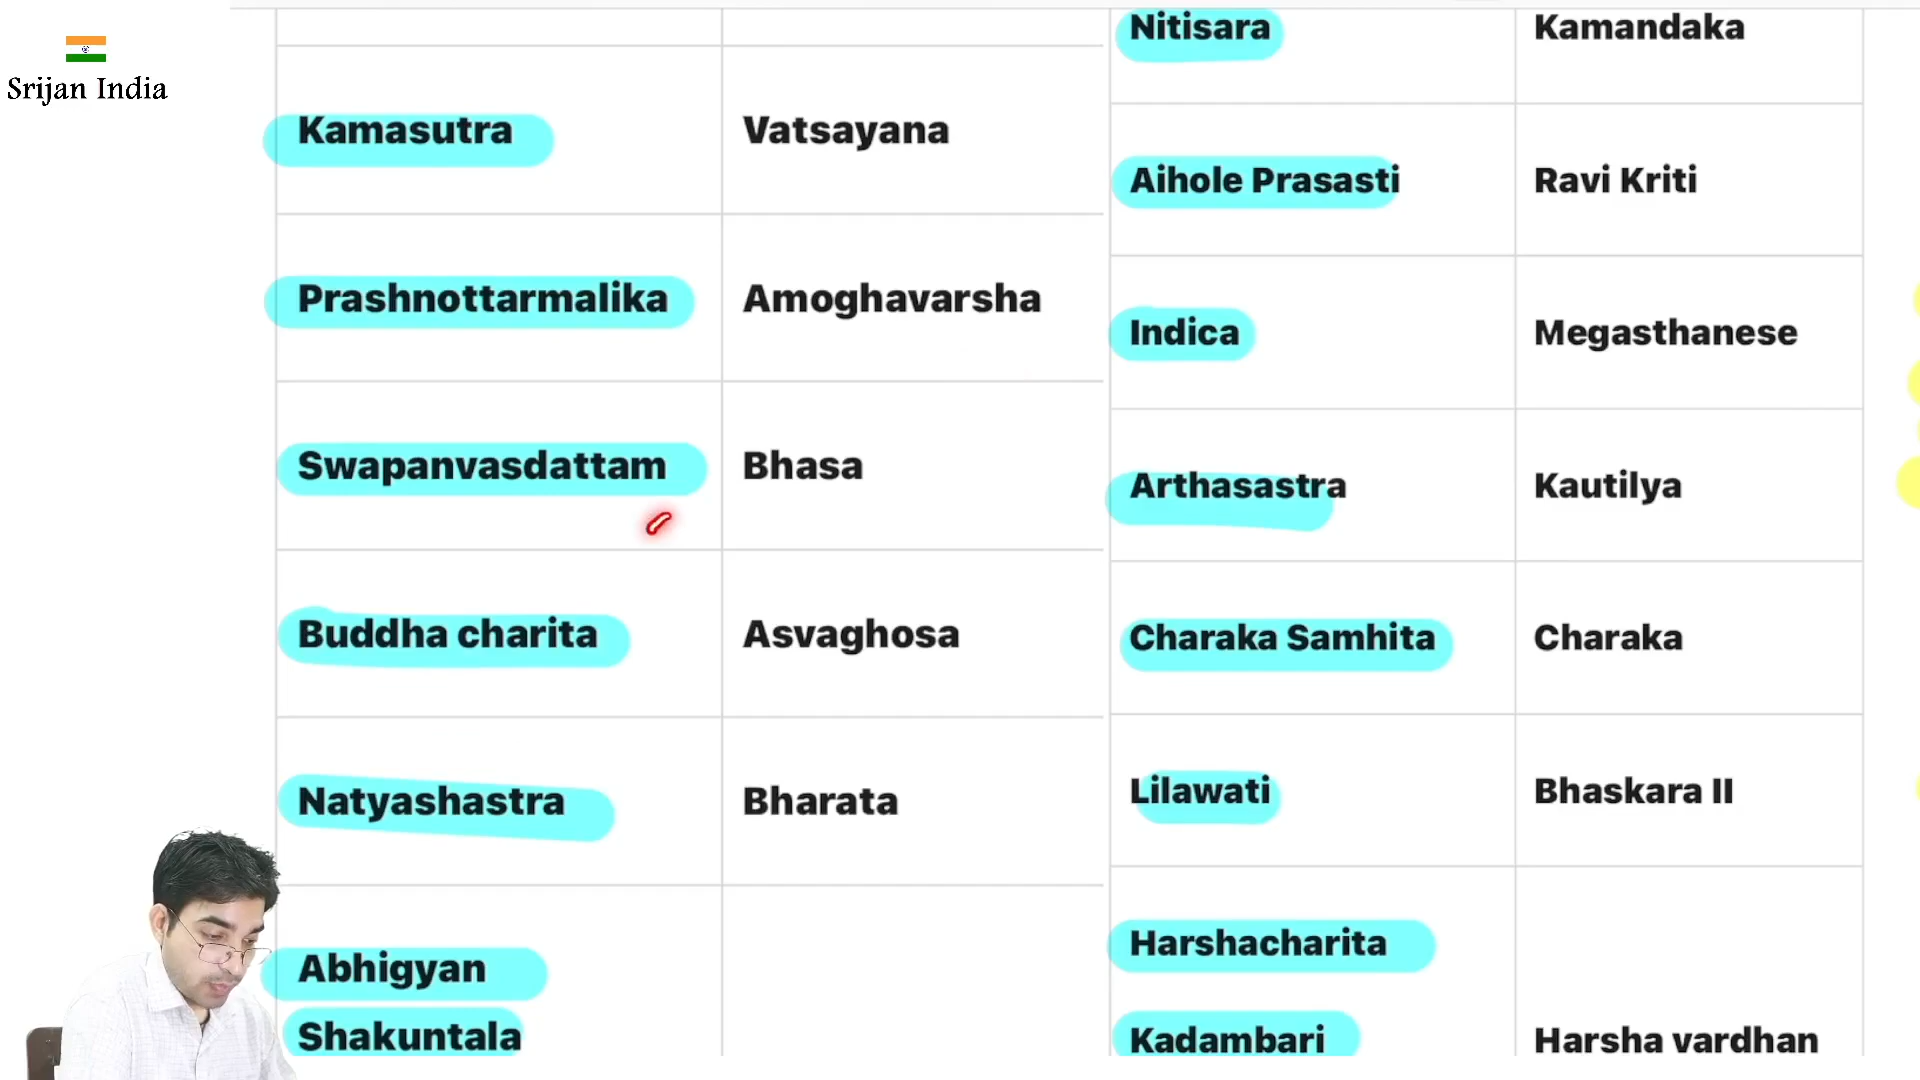 Srijan India
Kamasutra Vatsayana
Prashnottarmalika Amoghavarsha
Swapanvasdattam Bhasa
Buddha charita Asvaghosa
Natyashastra Bharata
Abhigyan
Shakuntala
Nitisara Kamandaka
Aihole Prasasti Ravi Kriti
Indica Megasthanese
Arthasastra Kautilya
Charaka Samhita Charaka
Lilawati Bhaskara II
Harshacharita
Kadambari Harsha vardhan